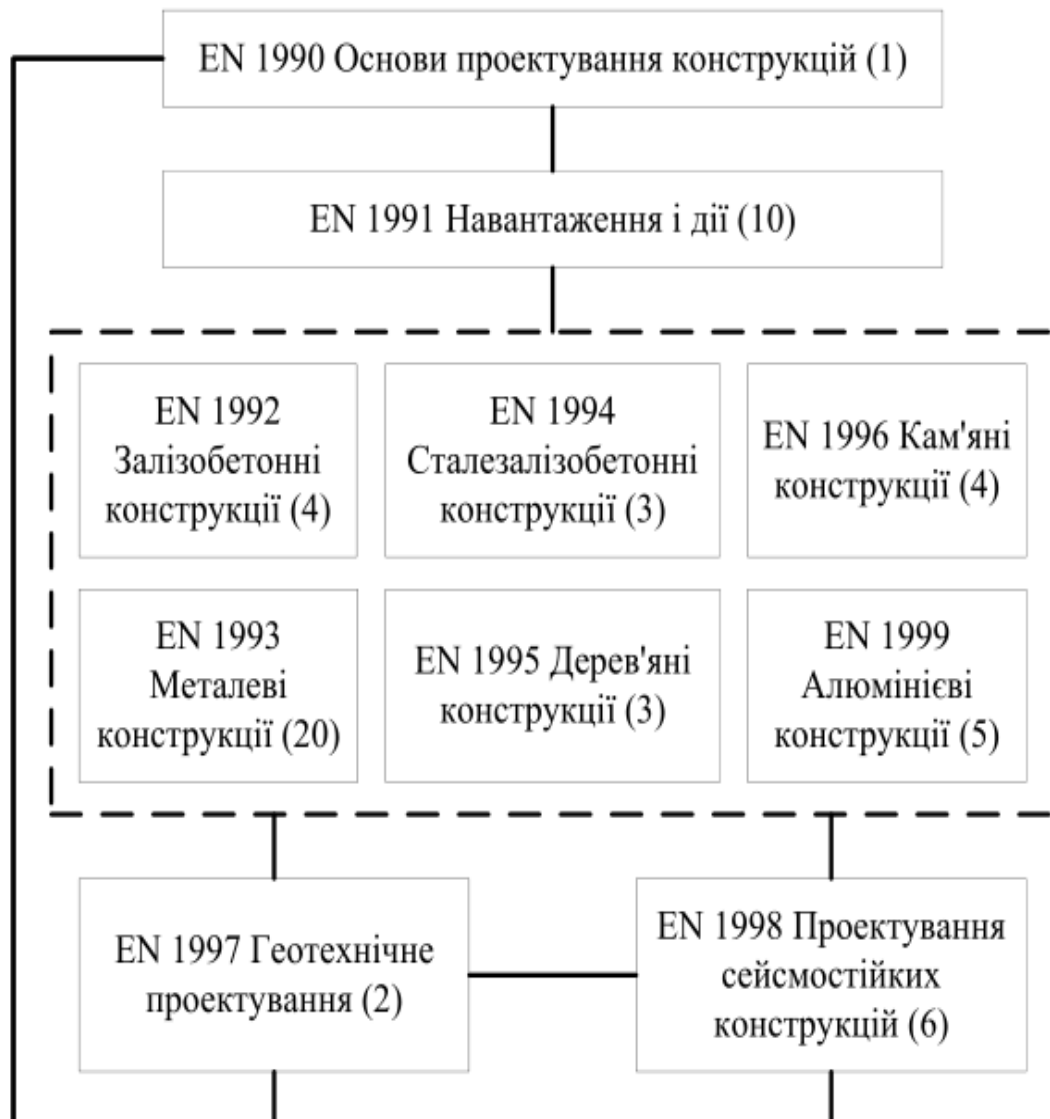 EN 1990 Основи проектування конструкцій (1)
EN 1991 Навантаження і дії (10)
EN 1992
Залізобетонні
конструкції (4)
EN 1994
Сталезалізобетонні
конструкції (3)
EN 1996 Кам'яні
конструкції (4)
EN 1993
Металеві
конструкції (20)
EN 1995 Дерев'яні
конструкції (3)
EN 1999
Алюмінієві
конструкції (5)
EN 1997 Геотехнічне
проектування (2)
EN 1998 Проектування
сейсмостійких
конструкцій (6)